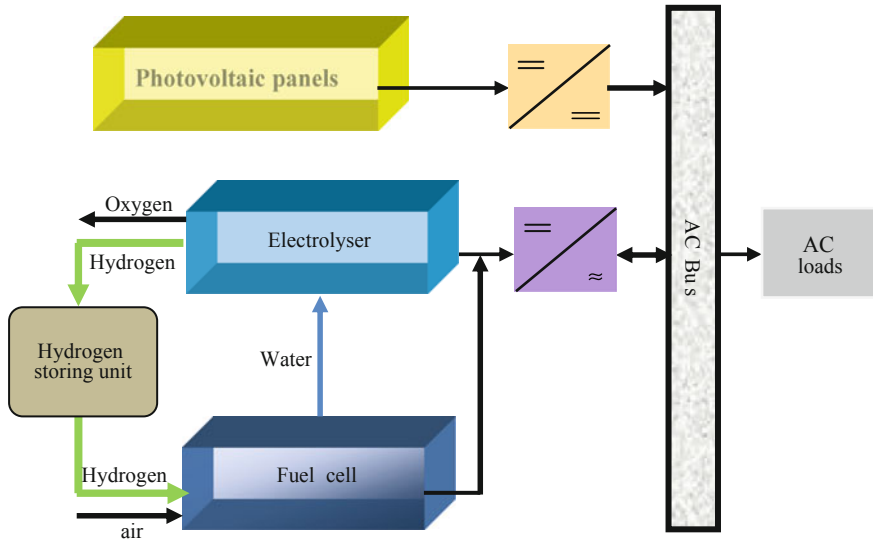 Photovoltaic panels
Oxygen
Electrolyser
Hydrogen
AC Bus
AC
loads
Hydrogen
storing unit
Water
Hydrogen
Fuel cell
air